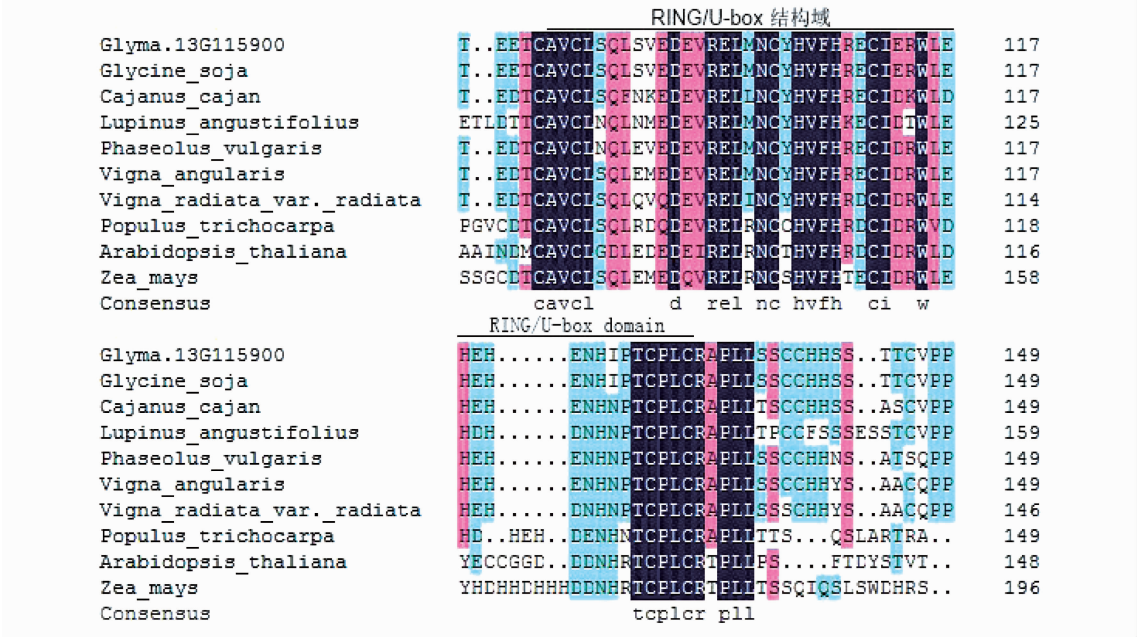 RING/U-box 结构域
Glyma.13G115900 T..EETCAVCLSQLSVEDEVRELMNCYHVFHRECIERWLE 117
Glycine_soja T..EETCAVCLSQLSVEDEVRELMNCYHVFHRECIERWLE 117
Cajanus_cajan T..EDTCAVCLSQFNKEDEVRELLNCYHVFHRECIDKWLD 117
Lupinus_angustifolius ETLDTTCAVCLNQLNMEDEVRELMNCYHVFHKECIDTWLE 125
Phaseolus_vulgaris T..EDTCAVCLNQLEVEDEVRELMNCYHVFHRECIDRWLE 117
Vigna_angularis T..EDTCAVCLSQLEMEDEVRELMNCYHVFHRECIDRWLE 117
Vigna_radiata_var._radiata T..EDTCAVCLSQLQVQDEVRELINCYHVFHRDCIDRWLE 114
Populus_trichocarpa PGVCDTCAVCLSQLRDQDEVRELRNCCHVFHRDCIDRWVD 118
Arabidopsis_thaliana AAINDMCAVCLGDLEDEDEIRELRNCTHVFHRDCIDRWLD 116
Zea_mays SSGCDTCAVCLSQLEMEDQVRELRNCSHVFHTECIDRWLE 158
Consensus cavcl d rel nc hvfh ci w
RING/U-box domain
Glyma.13G115900 HEH......ENHIPTCPLCRAPLLSSCCHHSS..TTCVPP 149
Glycine_soja HEH......ENHIPTCPLCRAPLLSSCCHHSS..TTCVPP 149
Cajanus_cajan HEH......ENHNPTCPLCRAPLLTSCCHHSS..ASCVPP 149
Lupinus_angustifolius HDH......DNHNPTCPLCRAPLLTPCCFSSSESSTCVPP 159
Phaseolus_vulgaris HEH......ENHNPTCPLCRAPLLSSCCHHNS..ATSQPP 149
Vigna_angularis HEH......ENHNPTCPLCRAPLLSSCCHHYS..AACQPP 149
Vigna_radiata_var._radiata HEH......DNHNPTCPLCRAPLLSSSCHHYS..AACQPP 146
Populus_trichocarpa HD..HEH..DENHNTCPLCRAPLLTTS...QSLARTRA.. 149
Arabidopsis_thaliana YECCGGD..DDNHRTCPLCRTPLLPS....FTDYSTVT.. 148
Zea_mays YHDHHDHHHDDNHRTCPLCRTPLLTSSQIQSLSWDHRS.. 196
Consensus tcplcr pll